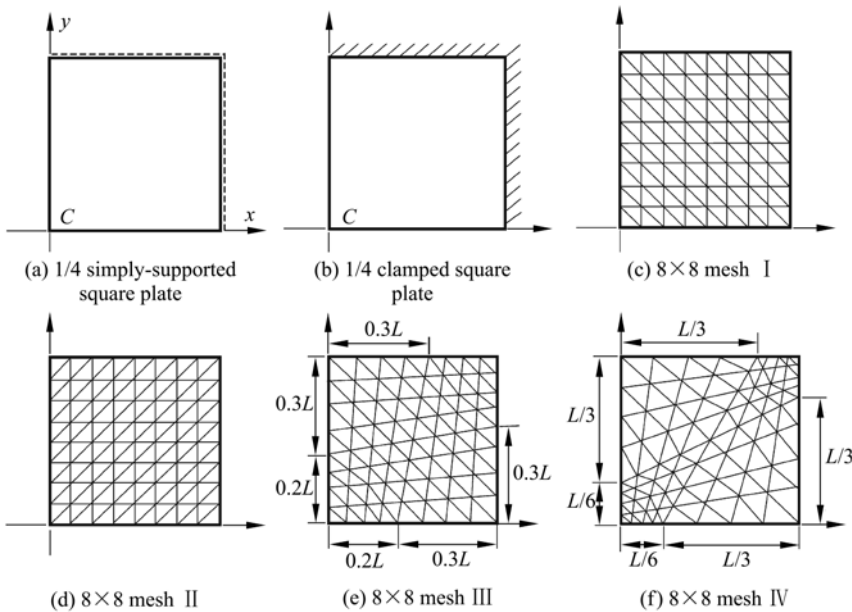 y
C
x
(a) 1/4 simply-supported
square plate
C
(b) 1/4 clamped square
plate
(c) 8×8 mesh Ⅰ
(d) 8×8 mesh Ⅱ
0.3L
0.3L
0.2L
0.3L
0.2L
0.3L
(e) 8×8 mesh Ⅲ
L/3
L/3
L/6
L/3
L/6
L/3
(f) 8×8 mesh Ⅳ